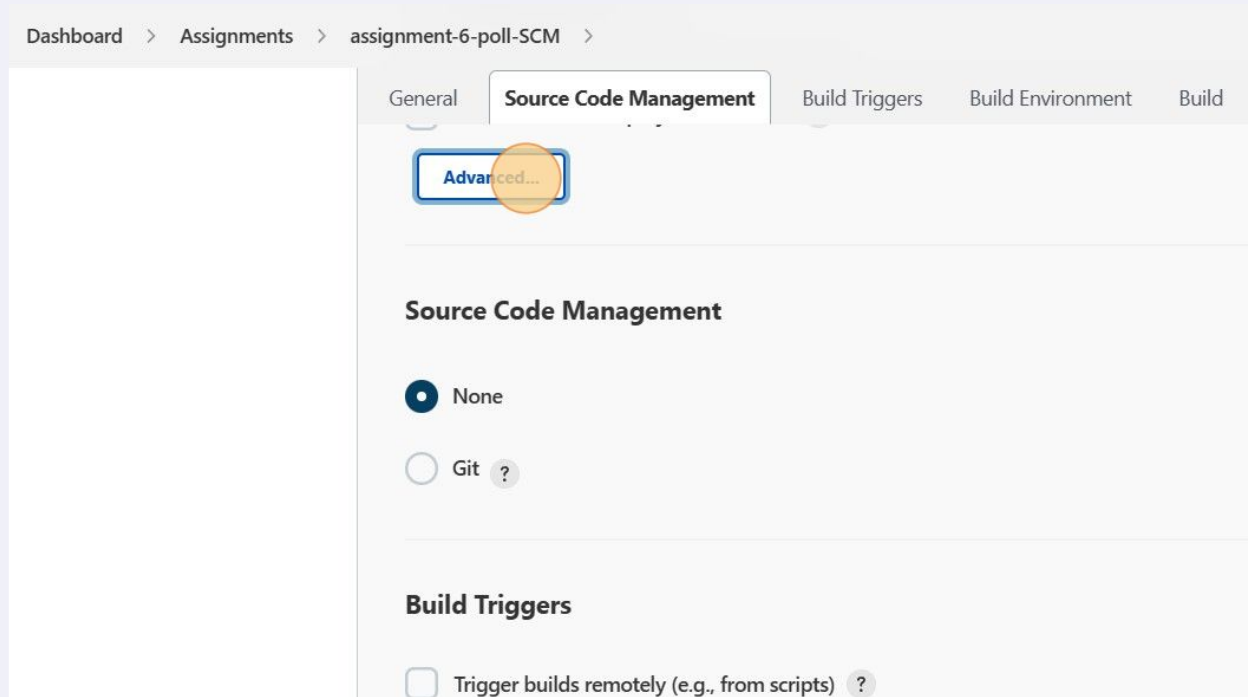 Dashboard > Assignments > assignment-6-poll-SCM >
General Source Code Management Build Triggers Build Environment Build
Advanced...
Source Code Management
None
Git ?
Build Triggers
Trigger builds remotely (e.g., from scripts) ?